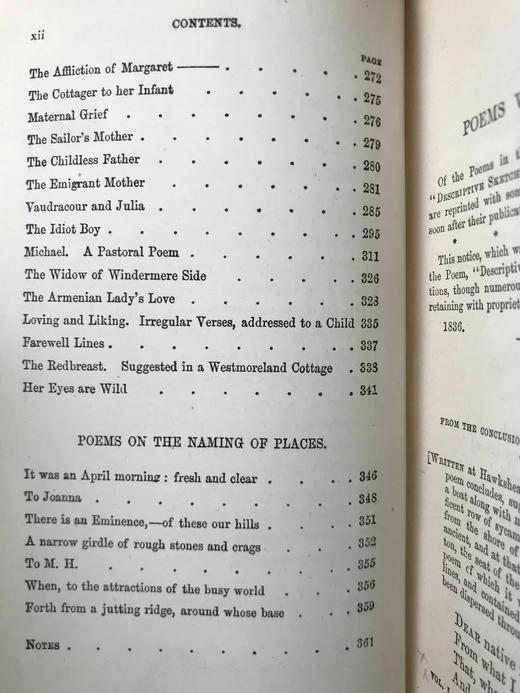 xii
CONTENTS.
PAGE
The Affliction of Margaret —— . . . . . 272
The Cottager to her Infant . . . . . 275
Maternal Grief . . . . . . 276
The Sailor's Mother . . . . . . . 279
The Childless Father . . . . . . 280
The Emigrant Mother . . . . . . 281
Vaudracour and Julia . . . . . . 285
The Idiot Boy . . . . . . . 295
Michael. A Pastoral Poem . . . . . 311
The Widow of Windermere Side . . . . 326
The Armenian Lady's Love . . . . . 328
Loving and Liking. Irregular Verses, addressed to a Child 335
Farewell Lines . . . . . . . 337
The Redbreast. Suggested in a Westmoreland Cottage . 338
Her Eyes are Wild . . . . . . 341
POEMS ON THE NAMING OF PLACES.
It was an April morning: fresh and clear . . . 346
To Joanna . . . . . . . . 348
There is an Eminence,—of these our hills . . . 351
A narrow girdle of rough stones and crags . . . 352
To M. H. . . . . . . . 355
When, to the attractions of the busy world . . . 356
Forth from a jutting ridge, around whose base . . 359
NOTES . . . . . . . . 361
POEMS
Of the Poems in
"DESCRIPTIVE
are reprinted with som
soon after their publica
* *
This notice, which w
the Poem, "Descripti
tions, though numerou
retaining with propriet
1836.
FROM THE CONCLUSION
[WRITTEN at Hawkshe
poem concludes, sug
a boat along with
ficent row of sycam
from the shore of
ancient, and at that
ton, the seat of the
poem of which it
lines, and contained
been dispersed throu
DEAR native
From what I
That, whe
And
VOL.